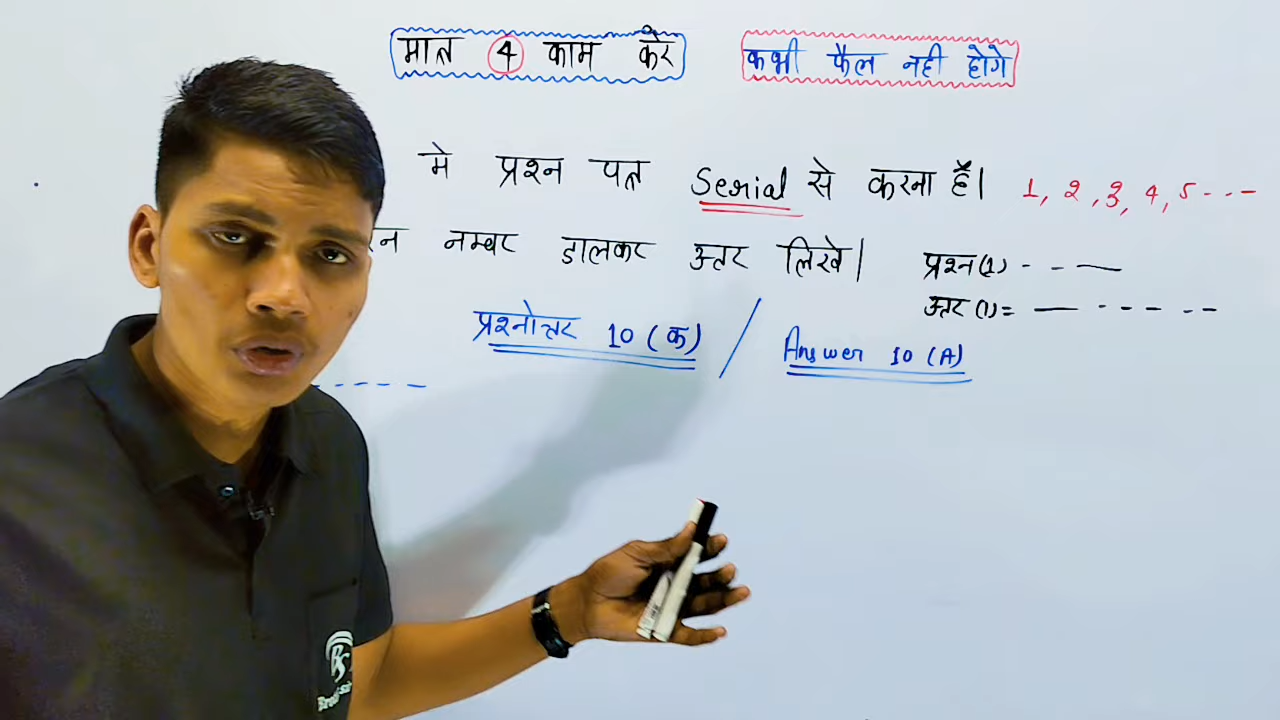 मात्र 4 काम करे
कभी फैल नही होगे
मे प्रश्न पत्र Serial से करना है। 1, 2, 3, 4, 5 - - -
न नम्बर डालकर उत्तर लिखे। प्रश्न(1) - - —
उत्तर (1) = — - - - - -
प्रश्नोत्तर 10 (क) / Answer 10 (A)
- - - - -